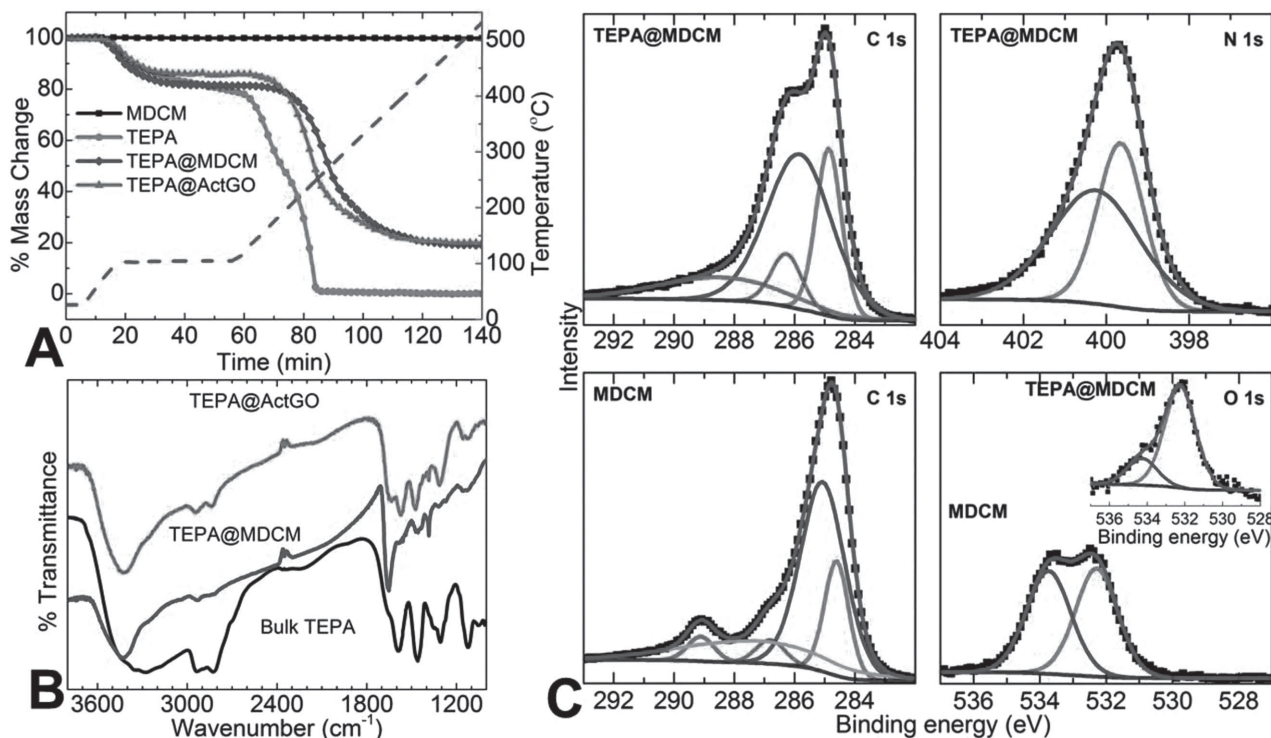 100
80
60
40
20
0
% Mass Change
MDCM
TEPA
TEPA@MDCM
TEPA@ActGO
500
400
300
200
100
0
Temperature (°C)
0 20 40 60 80 100 120 140
Time (min)
A
TEPA@ActGO
TEPA@MDCM
Bulk TEPA
% Transmittance
3600 3000 2400 1800 1200
Wavenumber (cm-1)
B
TEPA@MDCM C 1s
292 290 288 286 284
TEPA@MDCM N 1s
404 402 400 398
Intensity
MDCM C 1s
292 290 288 286 284
TEPA@MDCM O 1s
536 534 532 530 528
Binding energy (eV)
MDCM
536 534 532 530 528
Binding energy (eV)
C